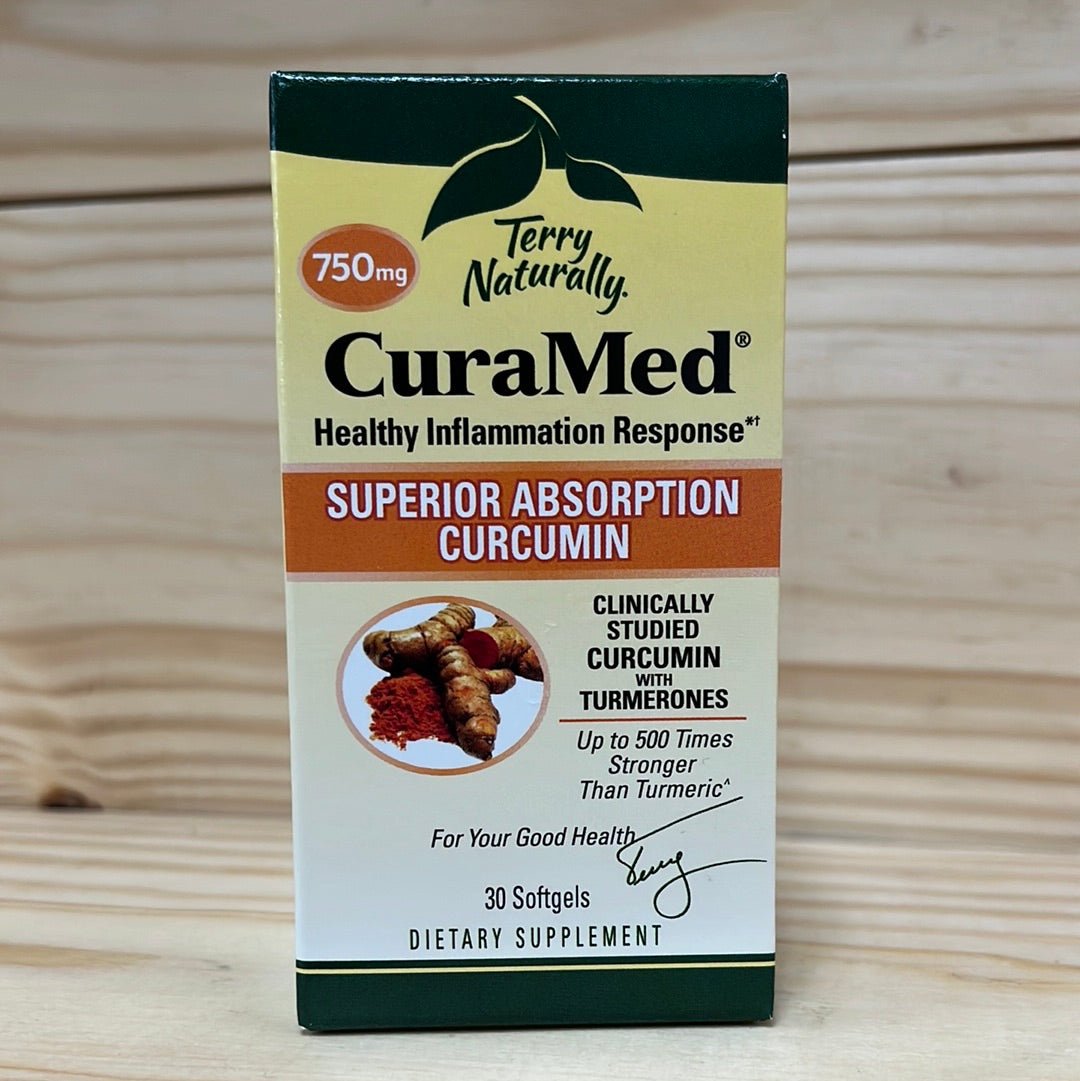 Terry
Naturally.
750mg
CuraMed®
Healthy Inflammation Response*†
SUPERIOR ABSORPTION
CURCUMIN
CLINICALLY
STUDIED
CURCUMIN
WITH
TURMERONES
Up to 500 Times
Stronger
Than Turmeric^
For Your Good Health,
Terry
30 Softgels
DIETARY SUPPLEMENT